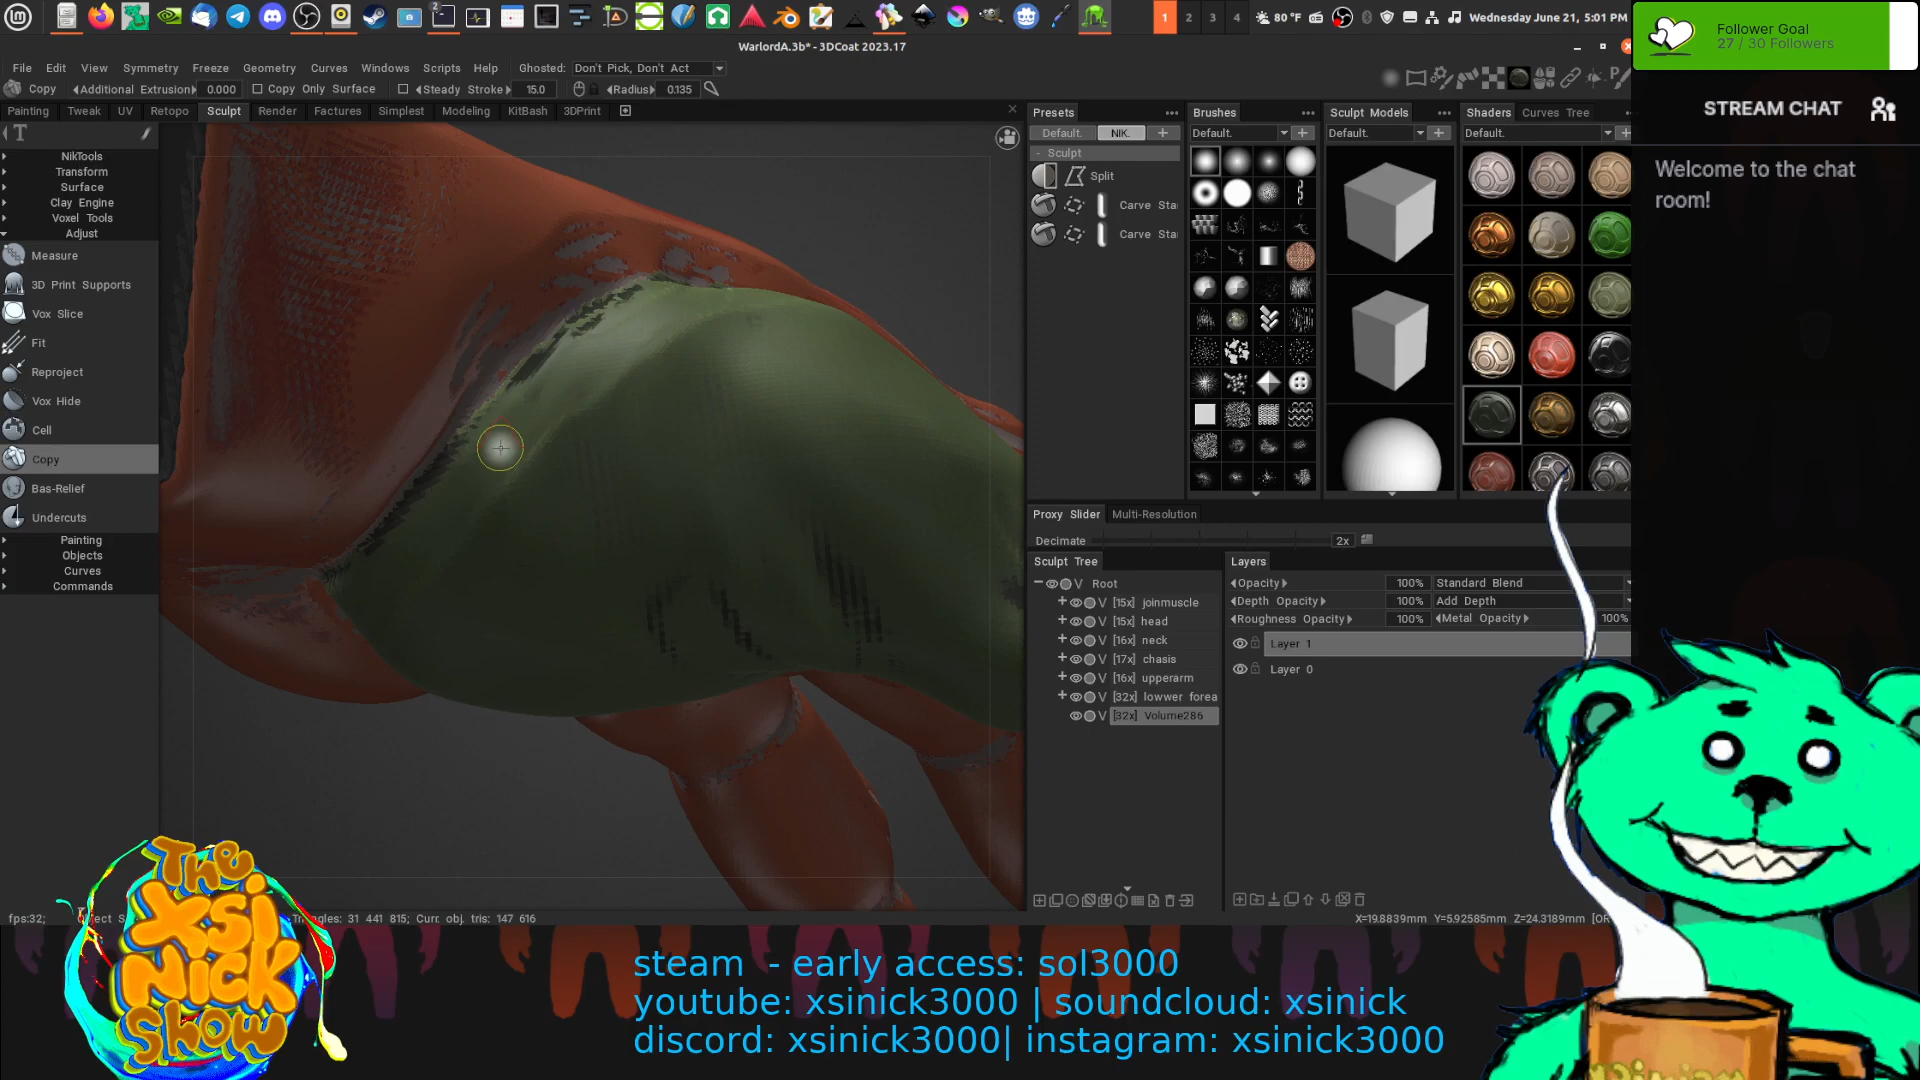 Wednesday June 21, 5:01 PM
80 °F
1 2 3 4
WarlordA.3b* - 3DCoat 2023.17
File Edit View Symmetry Freeze Geometry Curves Windows Scripts Help Ghosted: Don't Pick, Don't Act
Copy Additional Extrusion 0.000 Copy Only Surface Steady Stroke 15.0 Radius 0.135
Painting Tweak UV Retopo Sculpt Render Factures Simplest Modeling KitBash 3DPrint
NikTools
Transform
Surface
Clay Engine
Voxel Tools
Adjust
Measure
3D Print Supports
Vox Slice
Fit
Reproject
Vox Hide
Cell
Copy
Bas-Relief
Undercuts
Painting
Objects
Curves
Commands
Presets
Default. NIK. +
- Sculpt
Split
Carve Sta
Carve Sta
Brushes
Default.
Sculpt Models
Default.
Shaders Curves Tree
Default.
Proxy Slider Multi-Resolution
Decimate 2x
Sculpt Tree
Root
V [15x] joinmuscle
V [15x] head
V [16x] neck
V [17x] chasis
V [16x] upperarm
V [32x] lowwer forea
V [32x] Volume286
Layers
Opacity 100% Standard Blend
Depth Opacity 100% Add Depth
Roughness Opacity 100% Metal Opacity 100%
Layer 1
Layer 0
fps:32;
Triangles: 31 441 815; Curr. obj. tris: 147 616
X=19.8839mm Y=5.92585mm Z=24.3189mm [OR
Follower Goal
27 / 30 Followers
STREAM CHAT
Welcome to the chat
room!
The
XSI
NICK
Show
steam - early access: sol3000
youtube: xsinick3000 | soundcloud: xsinick
discord: xsinick3000| instagram: xsinick3000